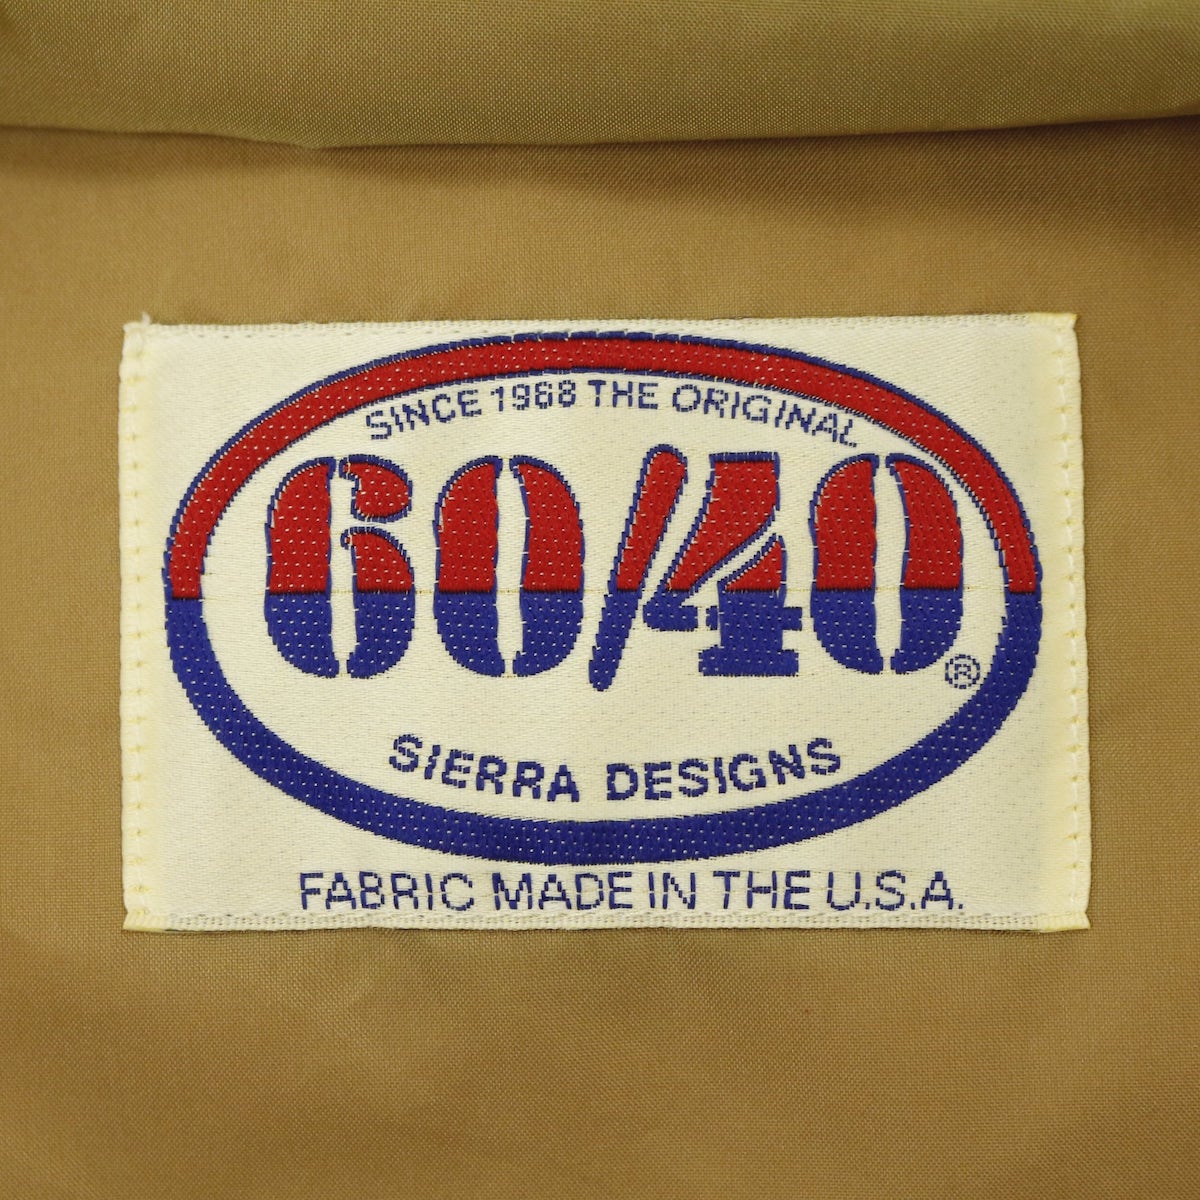 SINCE 1968 THE ORIGINAL
60/40®
SIERRA DESIGNS
FABRIC MADE IN THE U.S.A.